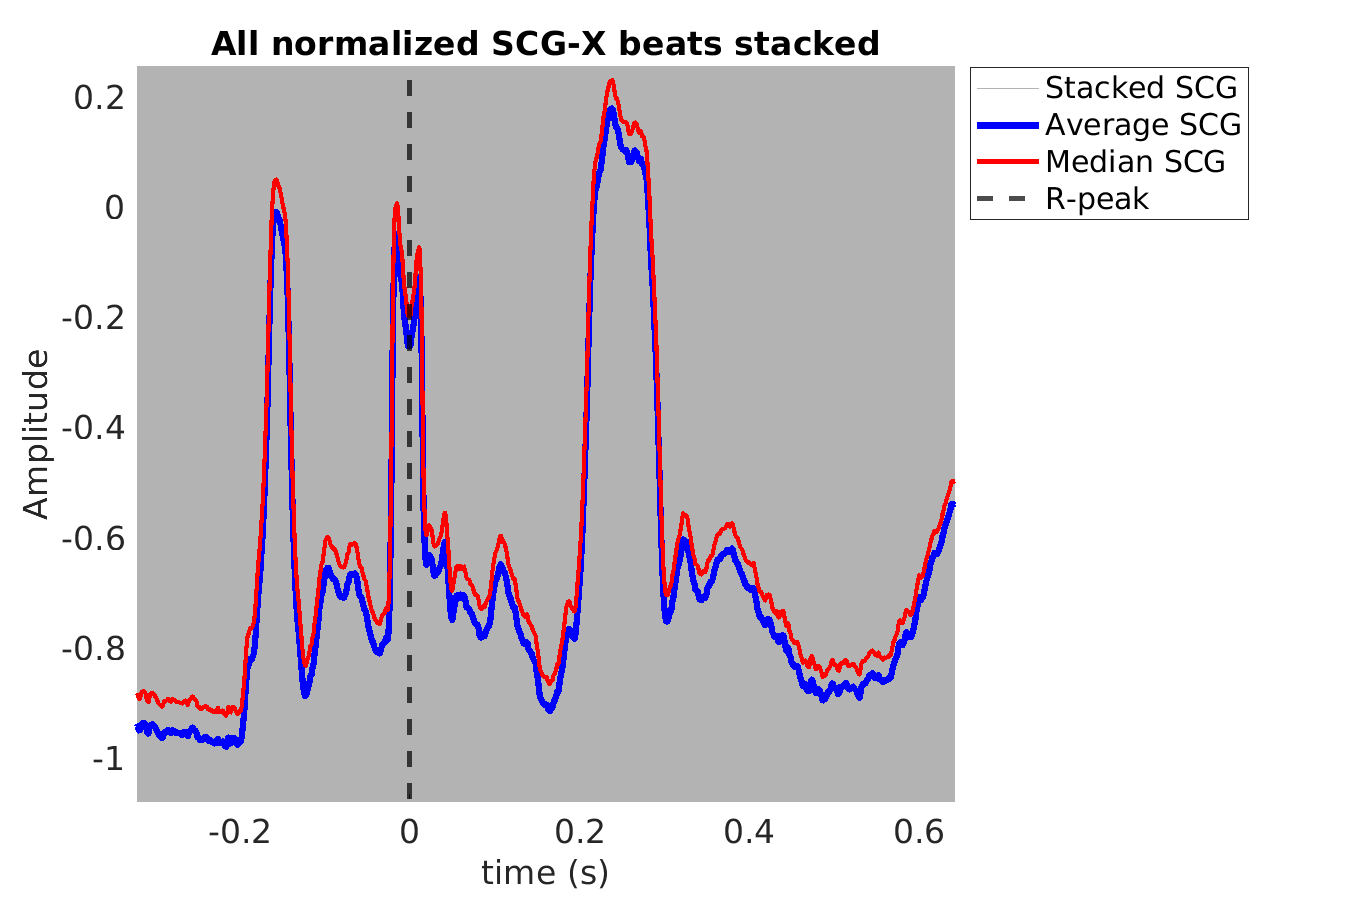 All normalized SCG-X beats stacked
Stacked SCG
Average SCG
Median SCG
R-peak
0.2
0
-0.2
-0.4
-0.6
-0.8
-1
Amplitude
-0.2
0
0.2
0.4
0.6
time (s)